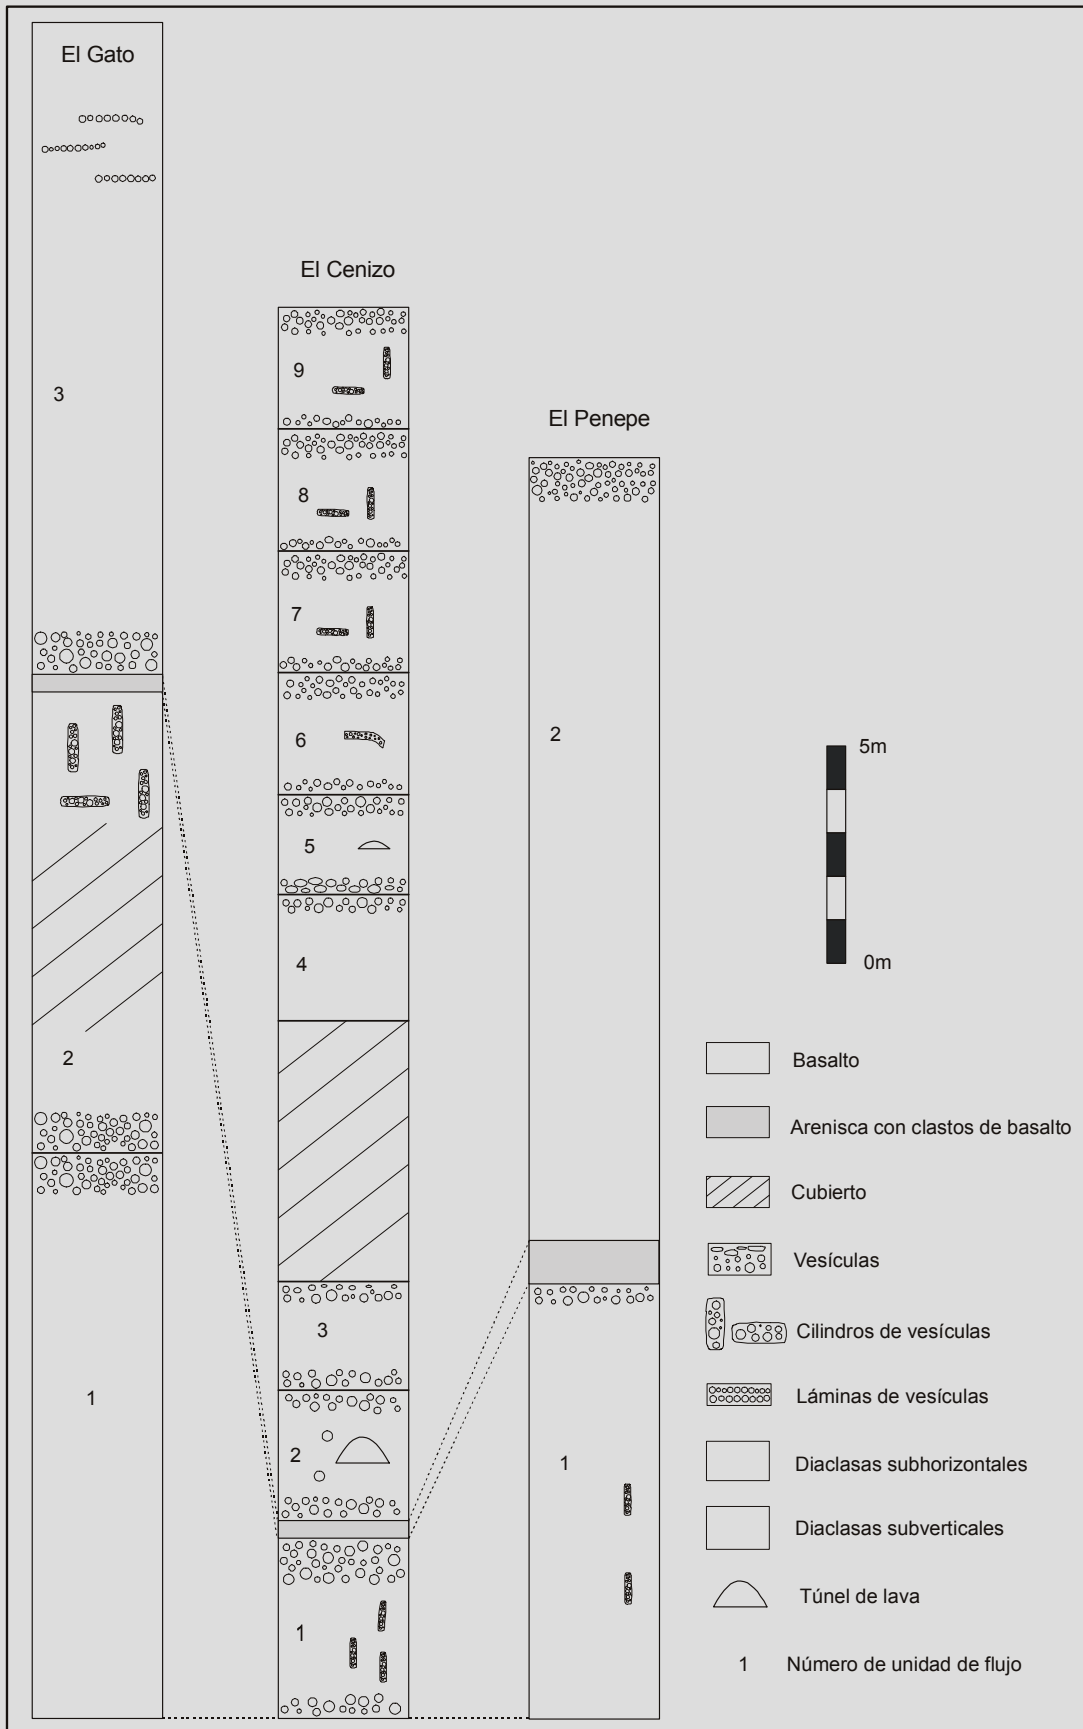 El Gato
3
2
1
El Cenizo
9
8
7
6
5
4
3
2
1
El Penepe
2
1
5m
0m
Basalto
Arenisca con clastos de basalto
Cubierto
Vesículas
Cilindros de vesículas
Láminas de vesículas
Diaclasas subhorizontales
Diaclasas subverticales
Túnel de lava
1 Número de unidad de flujo